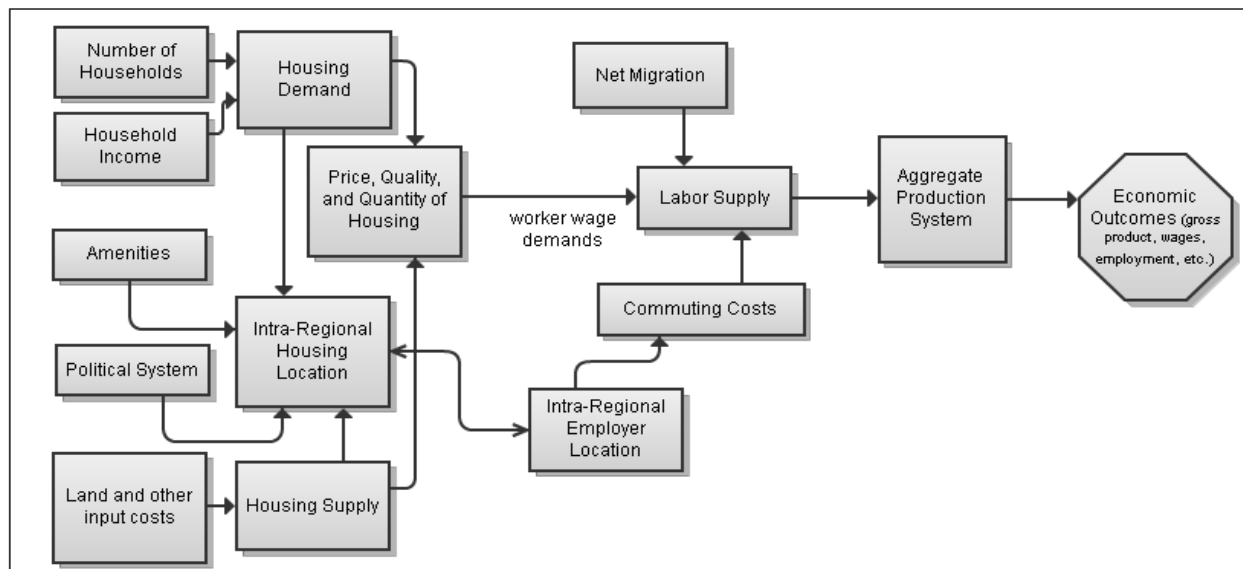 Number of
Households
Housing
Demand
Net Migration
Household
Income
Price, Quality,
and Quantity of
Housing
worker wage
demands
Labor Supply
Aggregate
Production
System
Economic
Outcomes (gross
product, wages,
employment, etc.)
Amenities
Intra-Regional
Housing
Location
Commuting Costs
Political System
Intra-Regional
Employer
Location
Land and other
input costs
Housing Supply